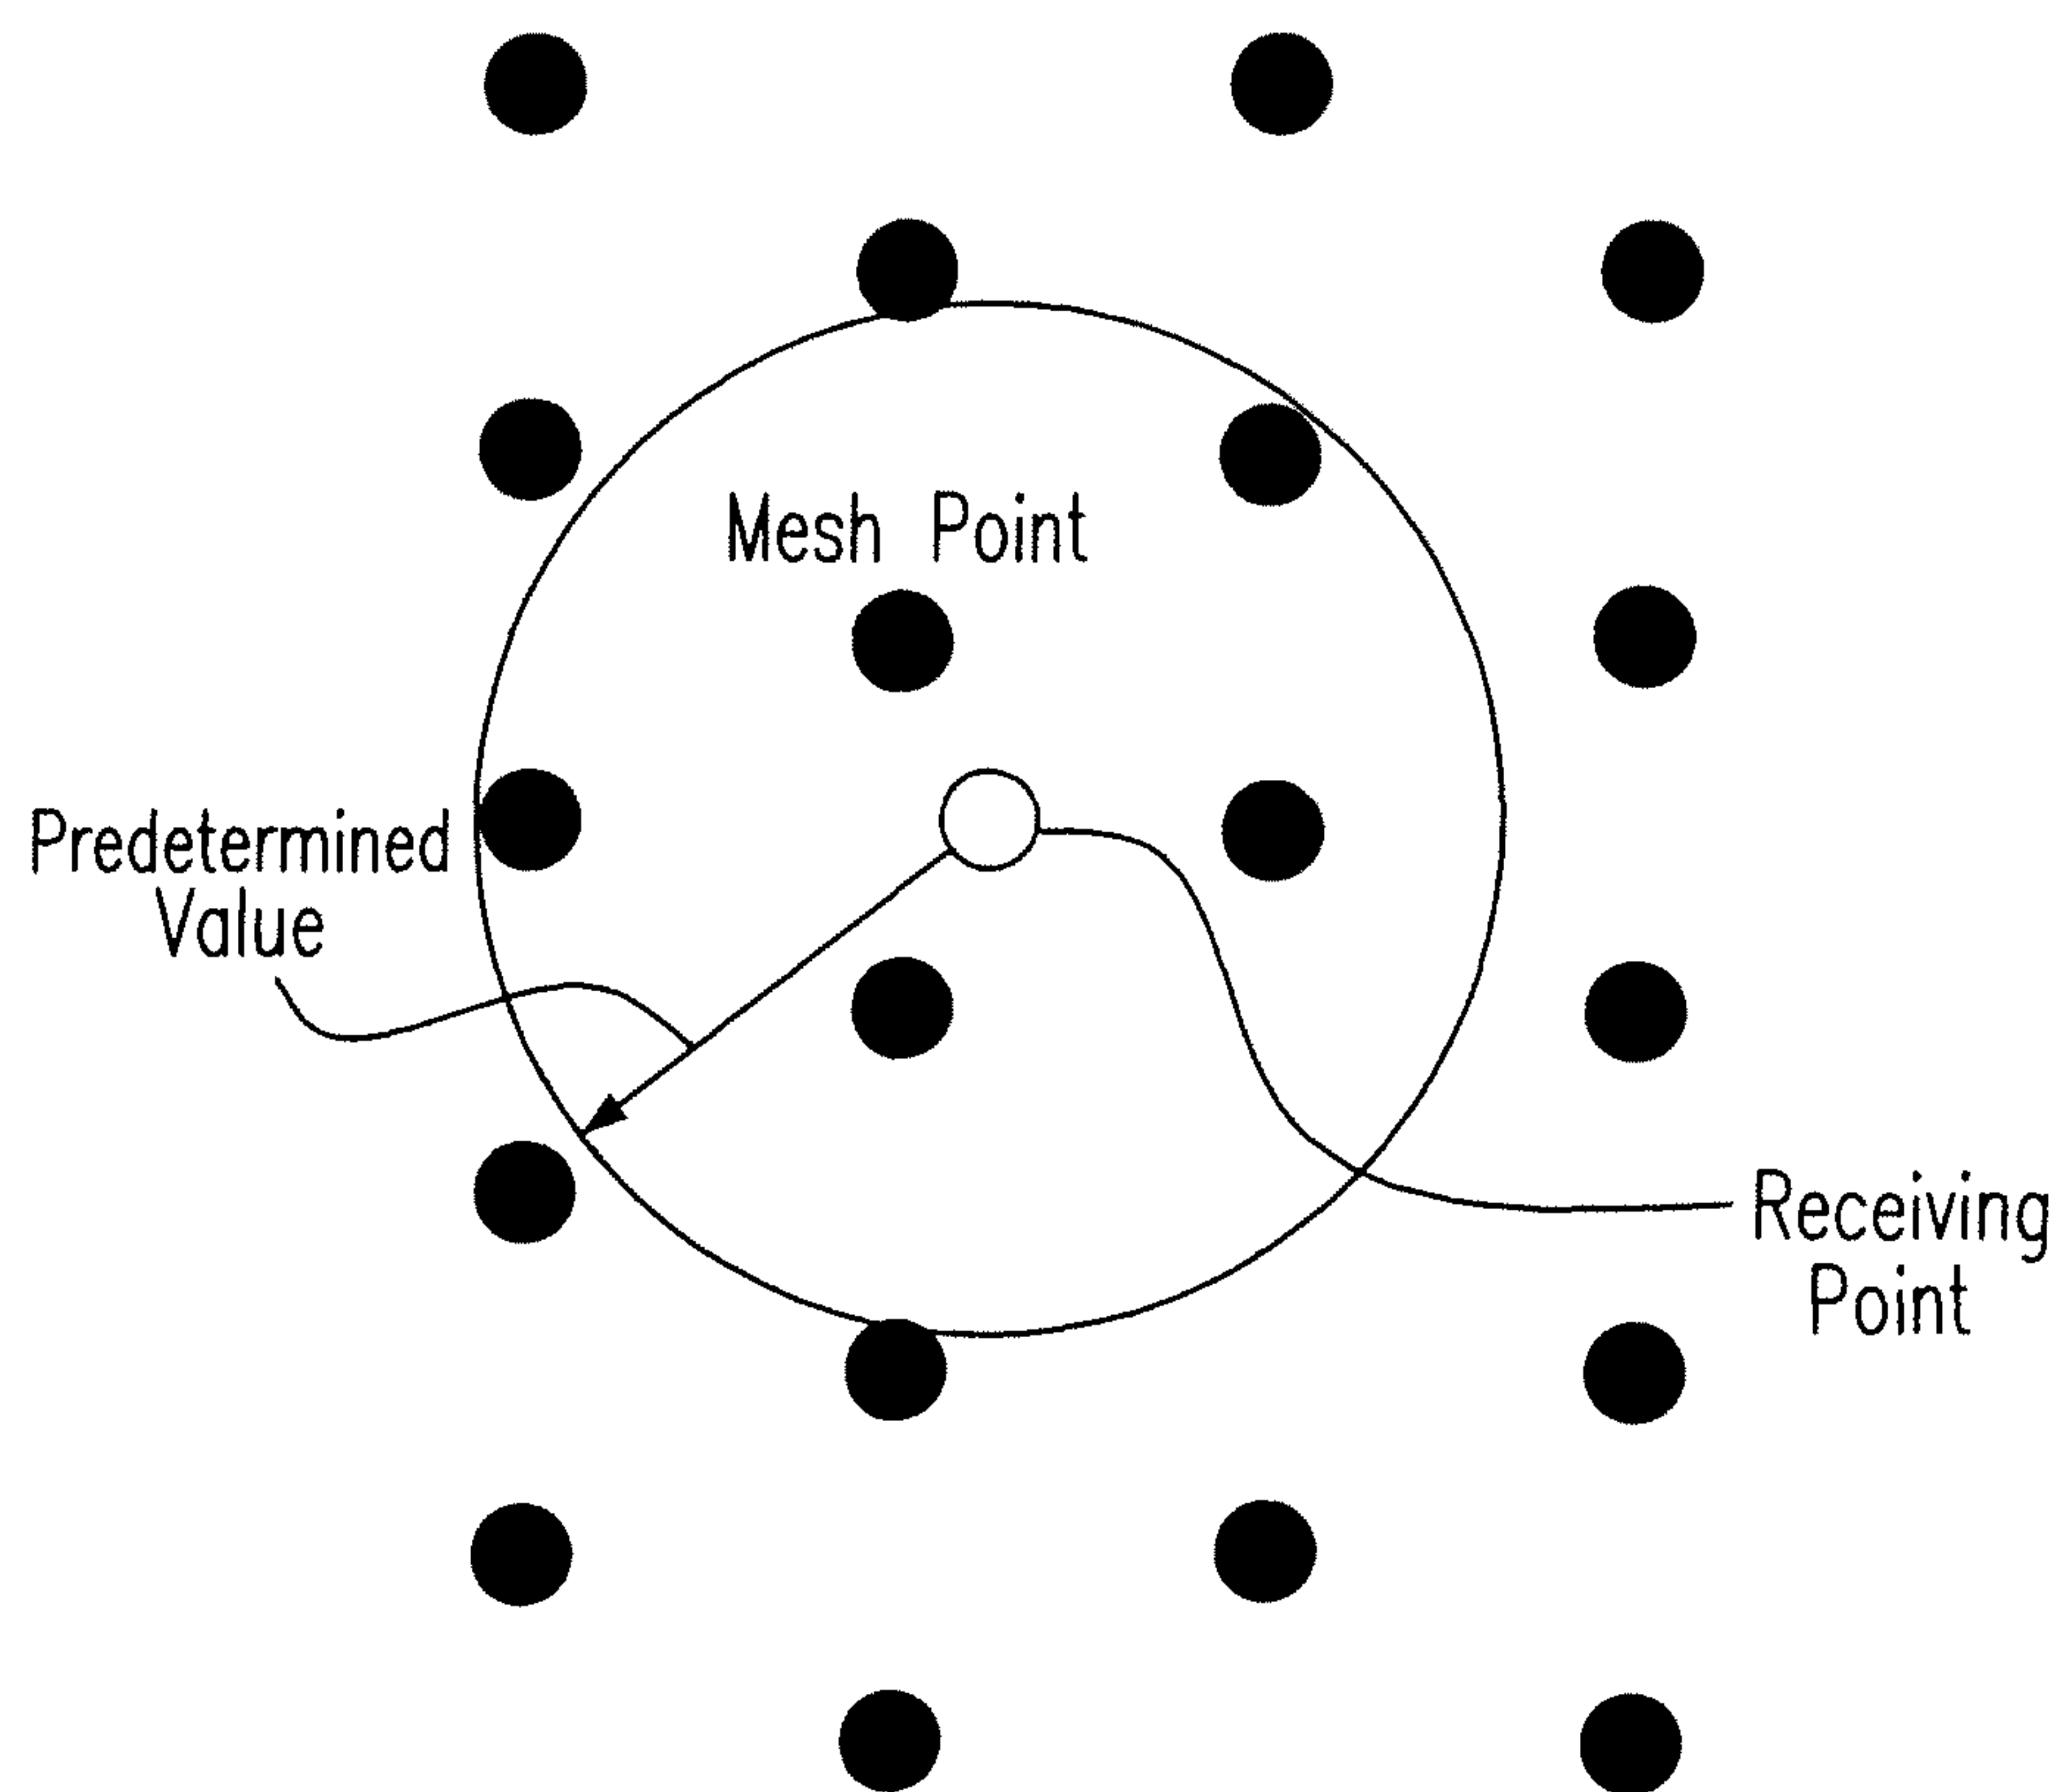 Mesh Point
Predetermined
Value
Receiving
Point